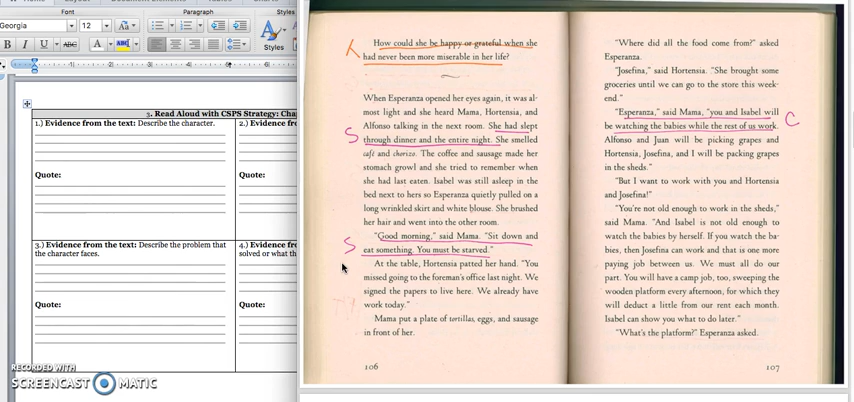 Layout
Document Elements
Tables
Charts
Font
Paragraph
Styles
Georgia
12
Aa
B I U ABC
A
ABC
Styles
3. Read Aloud with CSPS Strategy: Cha
1.) Evidence from the text: Describe the character.
Quote:
2.) Evidence fro
Quote:
3.) Evidence from the text: Describe the problem that
the character faces.
Quote:
4.) Evidence fro
solved or what th
Quote:
RECORDED WITH
SCREENCAST MATIC
How could she be happy or grateful when she
had never been more miserable in her life?
When Esperanza opened her eyes again, it was al-
most light and she heard Mama, Hortensia, and
Alfonso talking in the next room. She had slept
S
through dinner and the entire night. She smelled
café and chorizo. The coffee and sausage made her
stomach growl and she tried to remember when
she had last eaten. Isabel was still asleep in the
bed next to hers so Esperanza quietly pulled on a
long wrinkled skirt and white blouse. She brushed
her hair and went into the other room.
"Good morning," said Mama. "Sit down and
S
eat something. You must be starved."
At the table, Hortensia patted her hand. "You
missed going to the foreman's office last night. We
signed the papers to live here. We already have
work today."
Mama put a plate of tortillas, eggs, and sausage
in front of her.
106
"Where did all the food come from?" asked
Esperanza.
"Josefina," said Hortensia. "She brought some
groceries until we can go to the store this week-
end."
"Esperanza," said Mama, "you and Isabel will
C
be watching the babies while the rest of us work.
Alfonso and Juan will be picking grapes and
Hortensia, Josefina, and I will be packing grapes
in the sheds."
"But I want to work with you and Hortensia
and Josefina!"
"You're not old enough to work in the sheds,"
said Mama. "And Isabel is not old enough to
watch the babies by herself. If you watch the ba-
bies, then Josefina can work and that is one more
paying job between us. We must all do our
part. You will have a camp job, too, sweeping the
wooden platform every afternoon, for which they
will deduct a little from our rent each month.
Isabel can show you what to do later."
"What's the platform?" Esperanza asked.
107